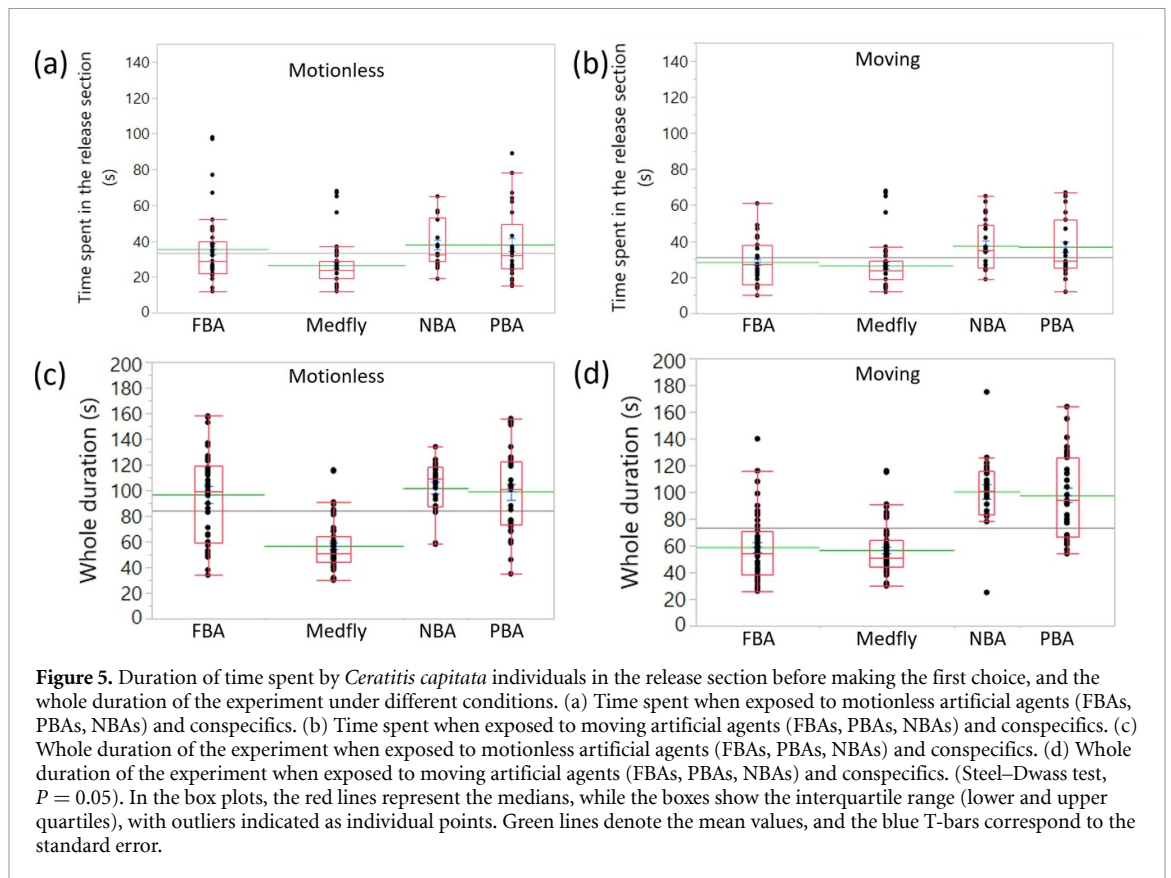 (a)
Motionless
Time spent in the release section
(s)
140
120
100
80
60
40
20
0
FBA
Medfly
NBA
PBA
(b)
Moving
Time spent in the release section
(s)
140
120
100
80
60
40
20
0
FBA
Medfly
NBA
PBA
(c)
Motionless
Whole duration (s)
200
180
160
140
120
100
80
60
40
20
0
FBA
Medfly
NBA
PBA
(d)
Moving
Whole duration (s)
200
180
160
140
120
100
80
60
40
20
0
FBA
Medfly
NBA
PBA
Figure 5. Duration of time spent by Ceratitis capitata individuals in the release section before making the first choice, and the
whole duration of the experiment under different conditions. (a) Time spent when exposed to motionless artificial agents (FBAs,
PBAs, NBAs) and conspecifics. (b) Time spent when exposed to moving artificial agents (FBAs, PBAs, NBAs) and conspecifics. (c)
Whole duration of the experiment when exposed to motionless artificial agents (FBAs, PBAs, NBAs) and conspecifics. (d) Whole
duration of the experiment when exposed to moving artificial agents (FBAs, PBAs, NBAs) and conspecifics. (Steel–Dwass test,
P = 0.05). In the box plots, the red lines represent the medians, while the boxes show the interquartile range (lower and upper
quartiles), with outliers indicated as individual points. Green lines denote the mean values, and the blue T-bars correspond to the
standard error.